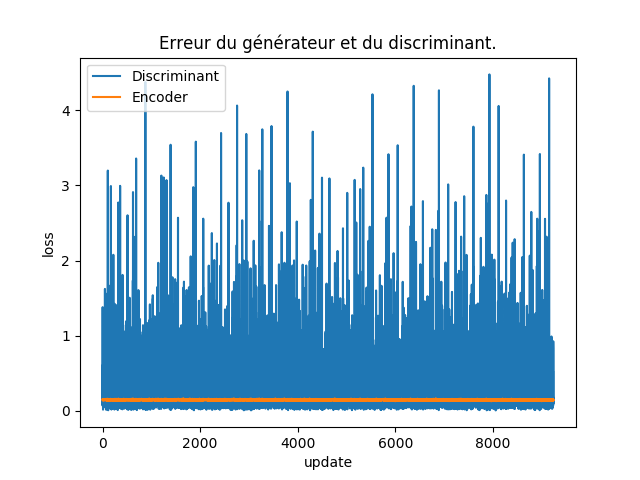 Erreur du générateur et du discriminant.
Discriminant
Encoder
4
3
2
1
0
loss
0
2000
4000
6000
8000
update